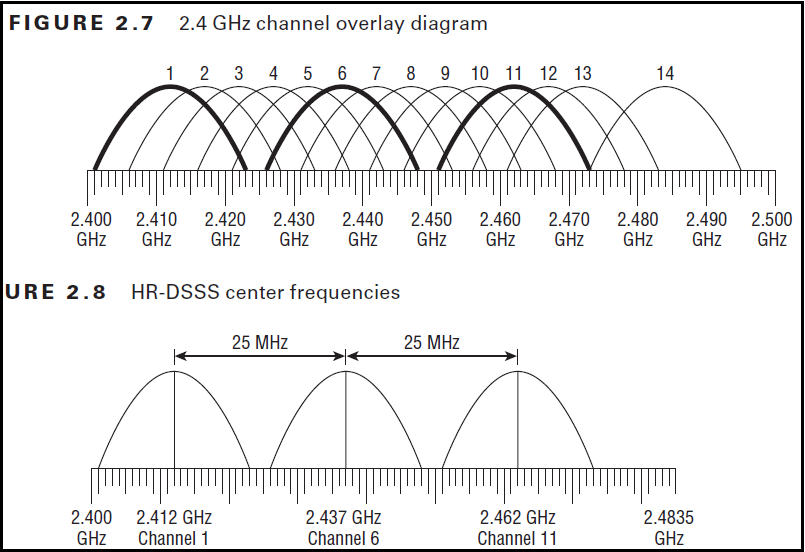 FIGURE 2.7 2.4 GHz channel overlay diagram
1 2 3 4 5 6 7 8 9 10 11 12 13 14
2.400 2.410 2.420 2.430 2.440 2.450 2.460 2.470 2.480 2.490 2.500
GHz GHz GHz GHz GHz GHz GHz GHz GHz GHz GHz
URE 2.8 HR-DSSS center frequencies
25 MHz 25 MHz
2.400 2.412 GHz 2.437 GHz 2.462 GHz 2.4835
GHz Channel 1 Channel 6 Channel 11 GHz